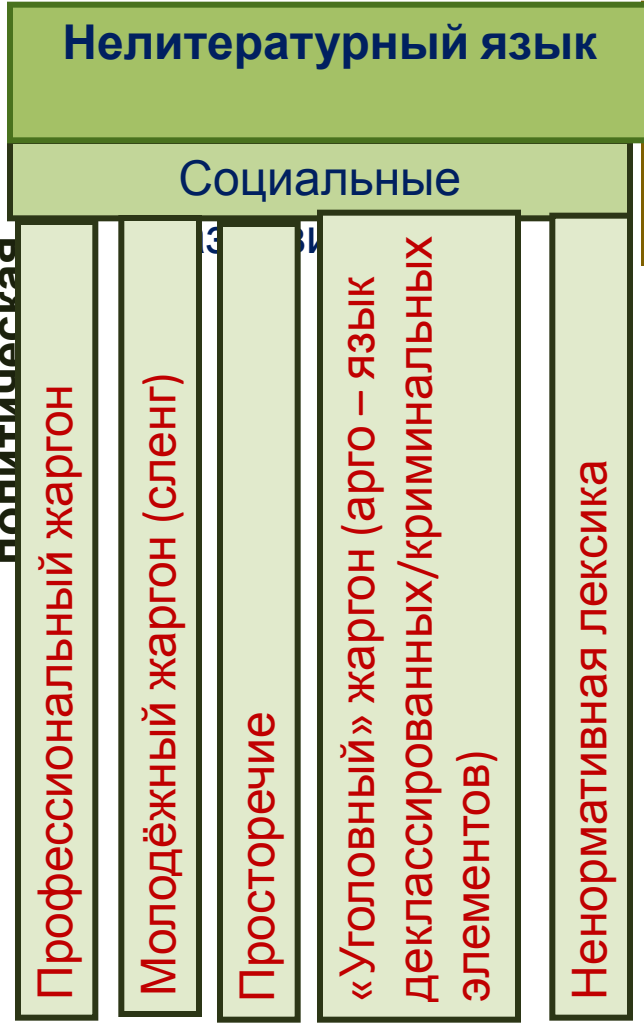 Нелитературный язык
Социальные
Профессиональный жаргон
Молодёжный жаргон (сленг)
Просторечие
«Уголовный» жаргон (арго – язык
деклассированных/криминальных
элементов)
Ненормативная лексика